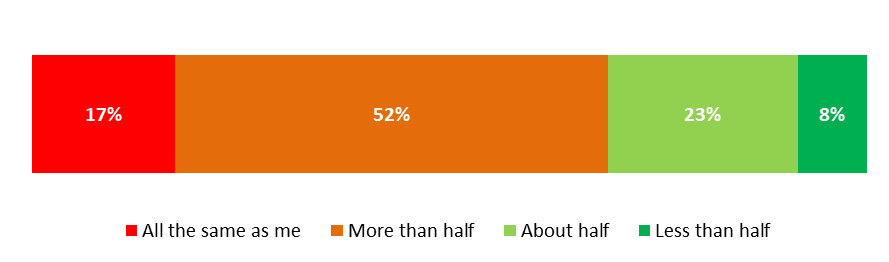 17% 52% 23% 8%
All the same as me More than half About half Less than half